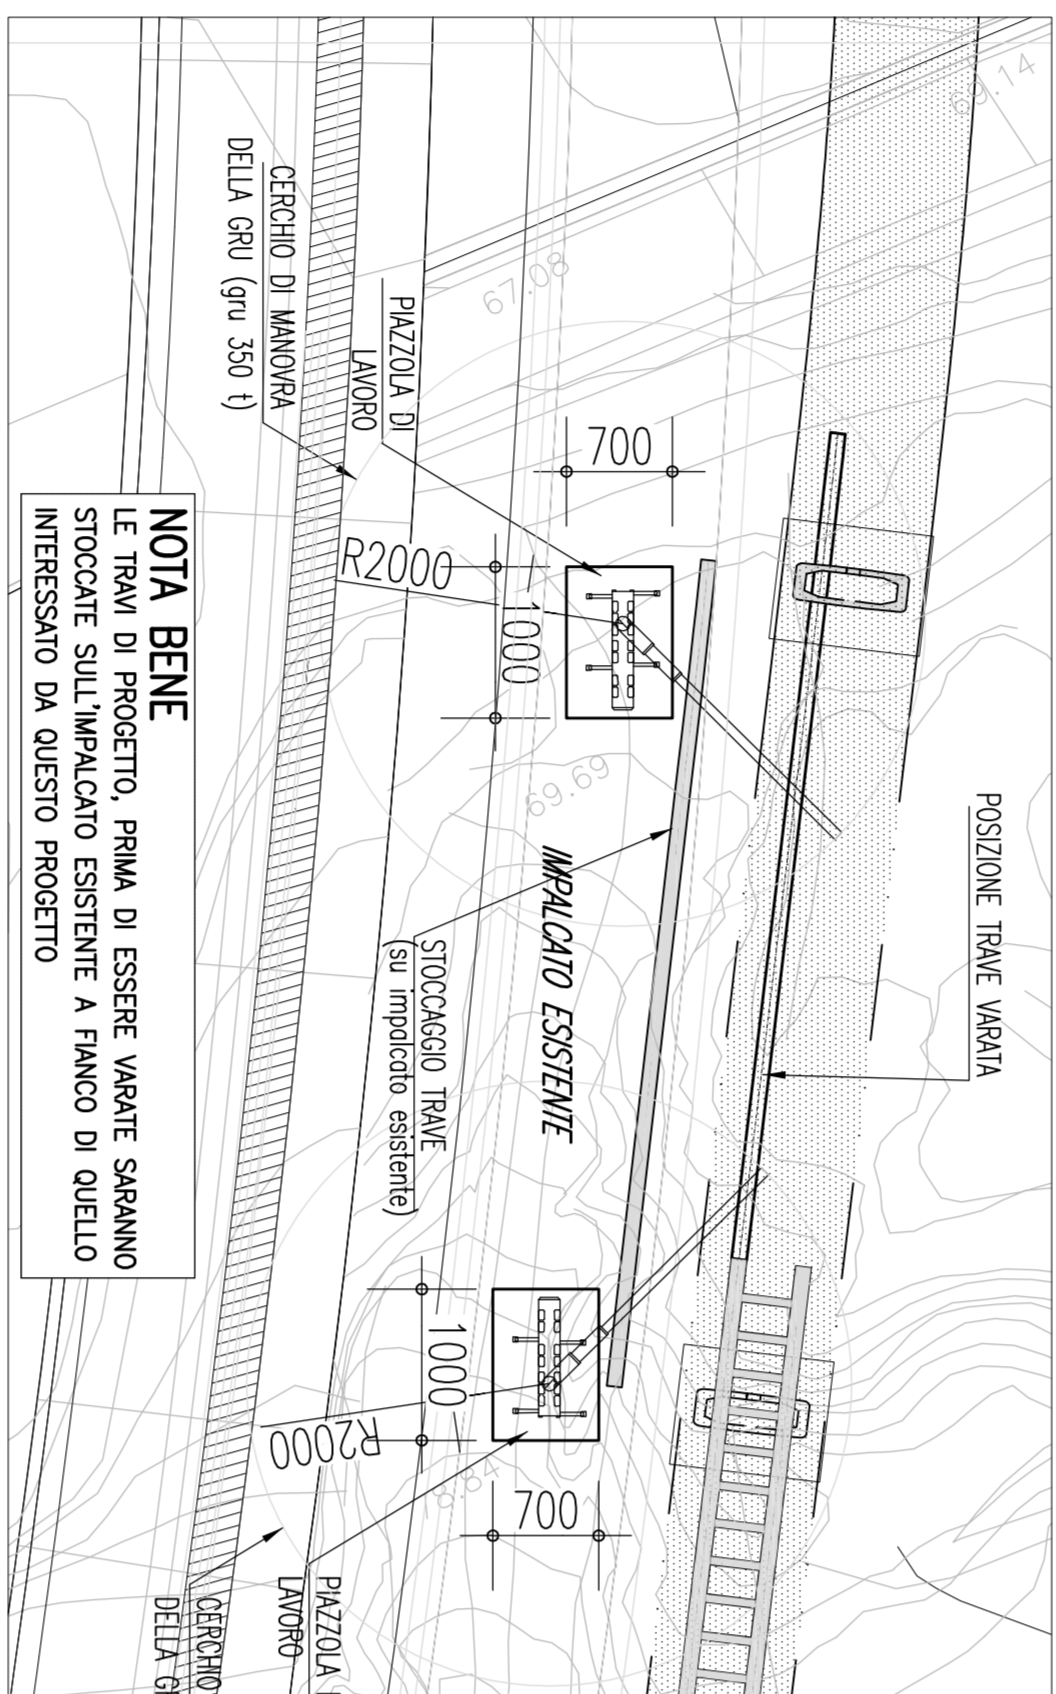 69.14
CERCHIO DI MANOVRA
DELLA GRU (gru 350 t)
67.08
PIAZZOLA DI
LAVORO
700
R2000
1000
POSIZIONE TRAVE VARATA
69.69
IMPALCATO ESISTENTE
STOCCAGGIO TRAVE
(su impalcato esistente)
NOTA BENE
LE TRAVI DI PROGETTO, PRIMA DI ESSERE VARATE SARANNO
STOCCATE SULL'IMPALCATO ESISTENTE A FIANCO DI QUELLO
INTERESSATO DA QUESTO PROGETTO
1000
R2000
700
PIAZZOLA
LAVORO
CERCHIO
DELLA